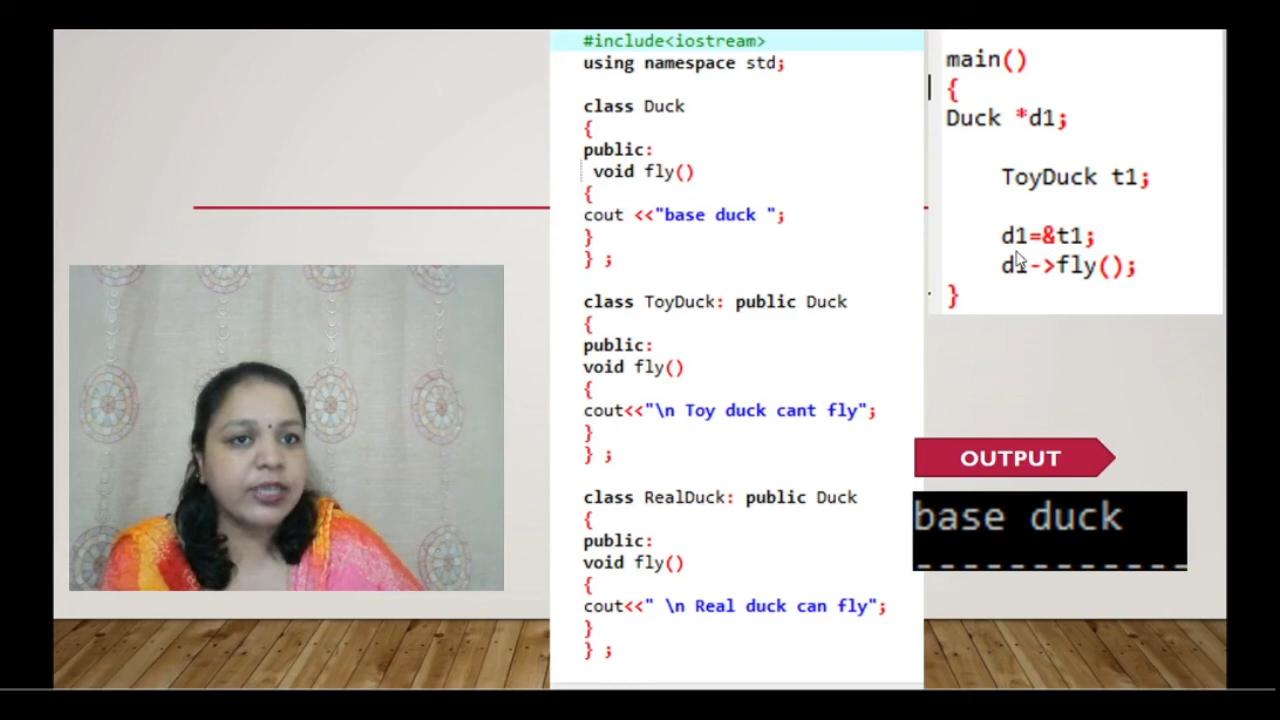 #include<iostream>
using namespace std;
class Duck
{
public:
void fly()
{
cout <<"base duck ";
}
} ;
class ToyDuck: public Duck
{
public:
void fly()
{
cout<<"\n Toy duck cant fly";
}
} ;
class RealDuck: public Duck
{
public:
void fly()
{
cout<<" \n Real duck can fly";
}
} ;
main()
{
Duck *d1;
ToyDuck t1;
d1=&t1;
d1->fly();
}
OUTPUT
base duck
------------